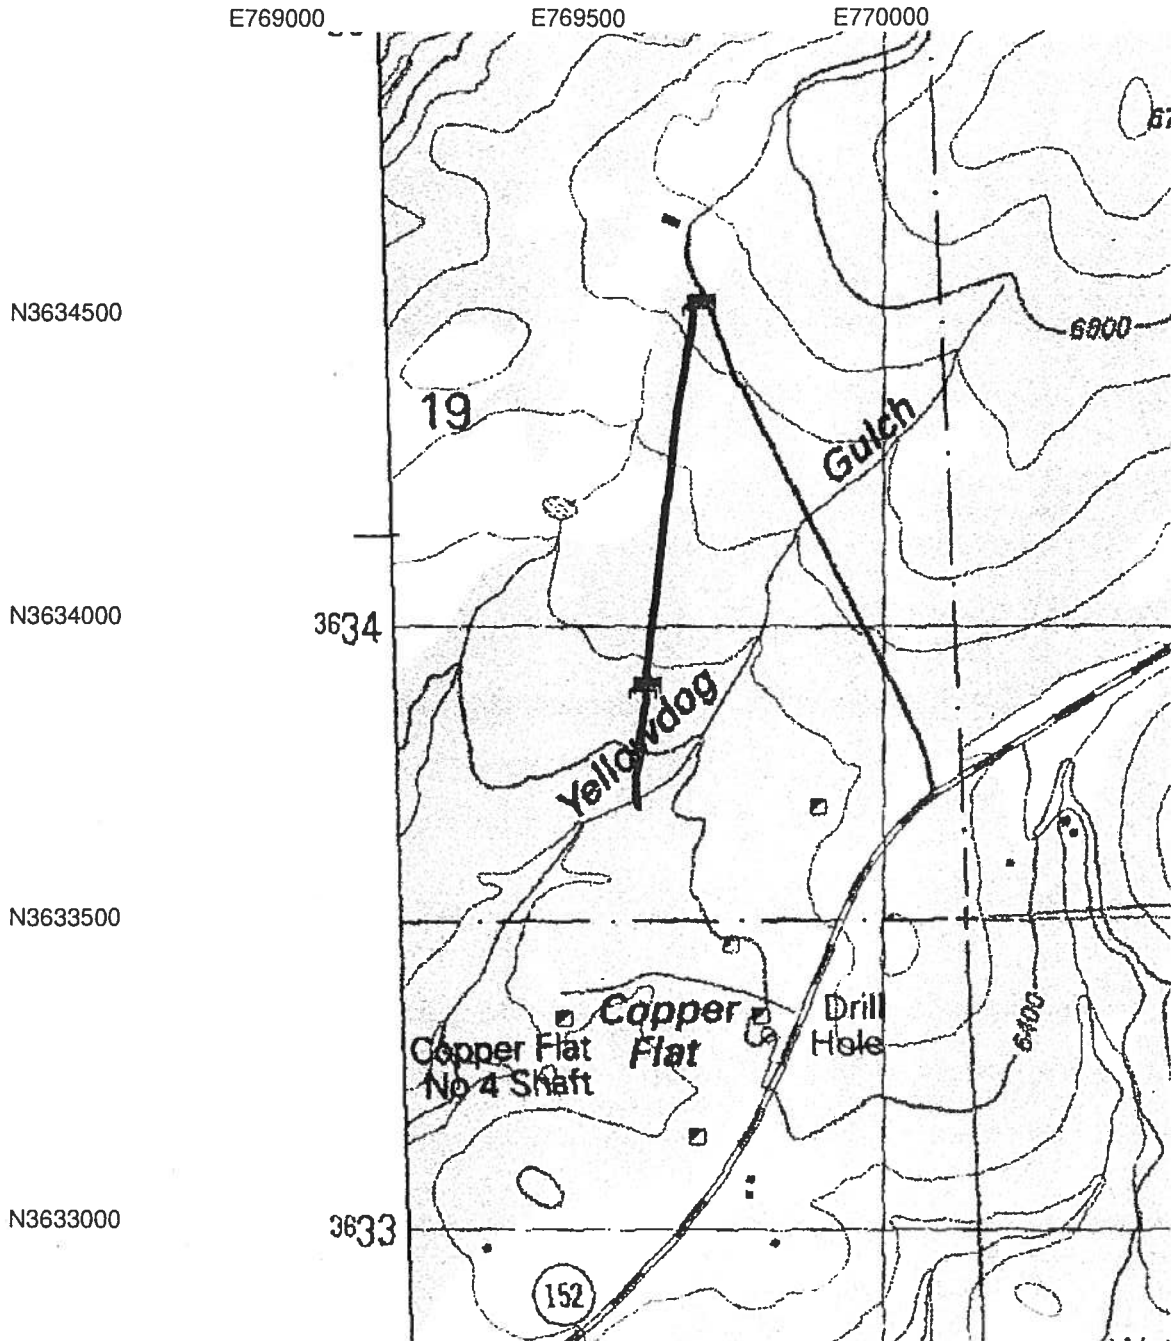 E769000 E769500 E770000
67
N3634500
6900
19
Gulch
N3634000
3634
Yellowdog
N3633500
6400
Copper Flat
Drill Hole
Copper Flat No 4 Shaft
N3633000
3633
152